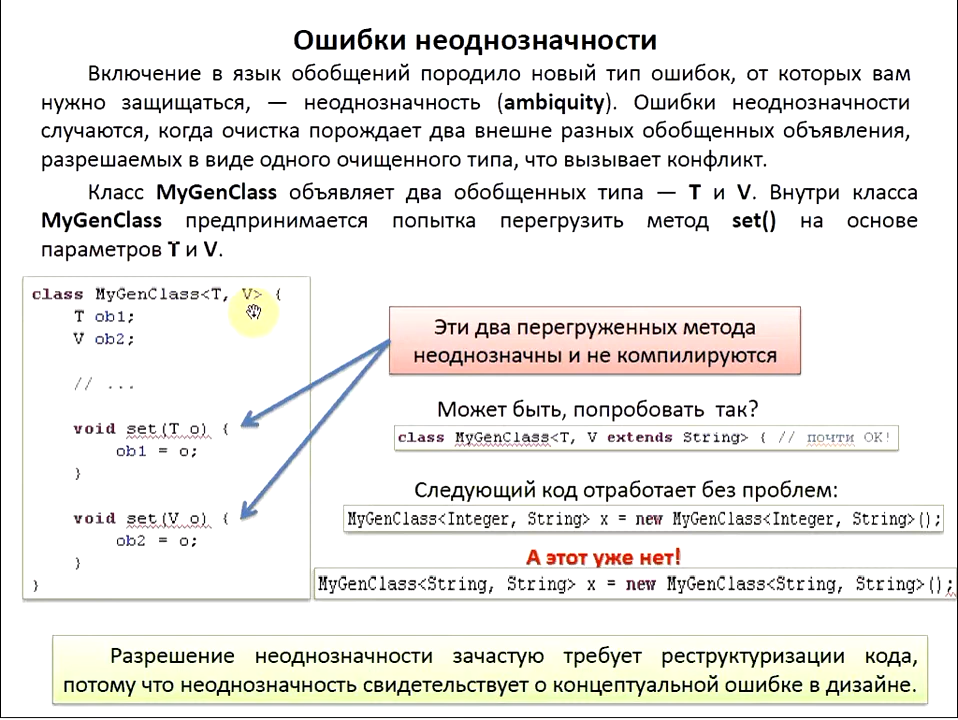 Ошибки неоднозначности
Включение в язык обобщений породило новый тип ошибок, от которых вам
нужно защищаться, — неоднозначность (ambiquity). Ошибки неоднозначности
случаются, когда очистка порождает два внешне разных обобщенных объявления,
разрешаемых в виде одного очищенного типа, что вызывает конфликт.
Класс MyGenClass объявляет два обобщенных типа — T и V. Внутри класса
MyGenClass предпринимается попытка перегрузить метод set() на основе
параметров T и V.
class MyGenClass<T, V> {
T ob1;
V ob2;
// ...
void set(T o) {
ob1 = o;
}
void set(V o) {
ob2 = o;
}
}
Эти два перегруженных метода
неоднозначны и не компилируются
Может быть, попробовать так?
class MyGenClass<T, V extends String> { // почти OK!
Следующий код отработает без проблем:
MyGenClass<Integer, String> x = new MyGenClass<Integer, String>();
А этот уже нет!
MyGenClass<String, String> x = new MyGenClass<String, String>();
Разрешение неоднозначности зачастую требует реструктуризации кода,
потому что неоднозначность свидетельствует о концептуальной ошибке в дизайне.